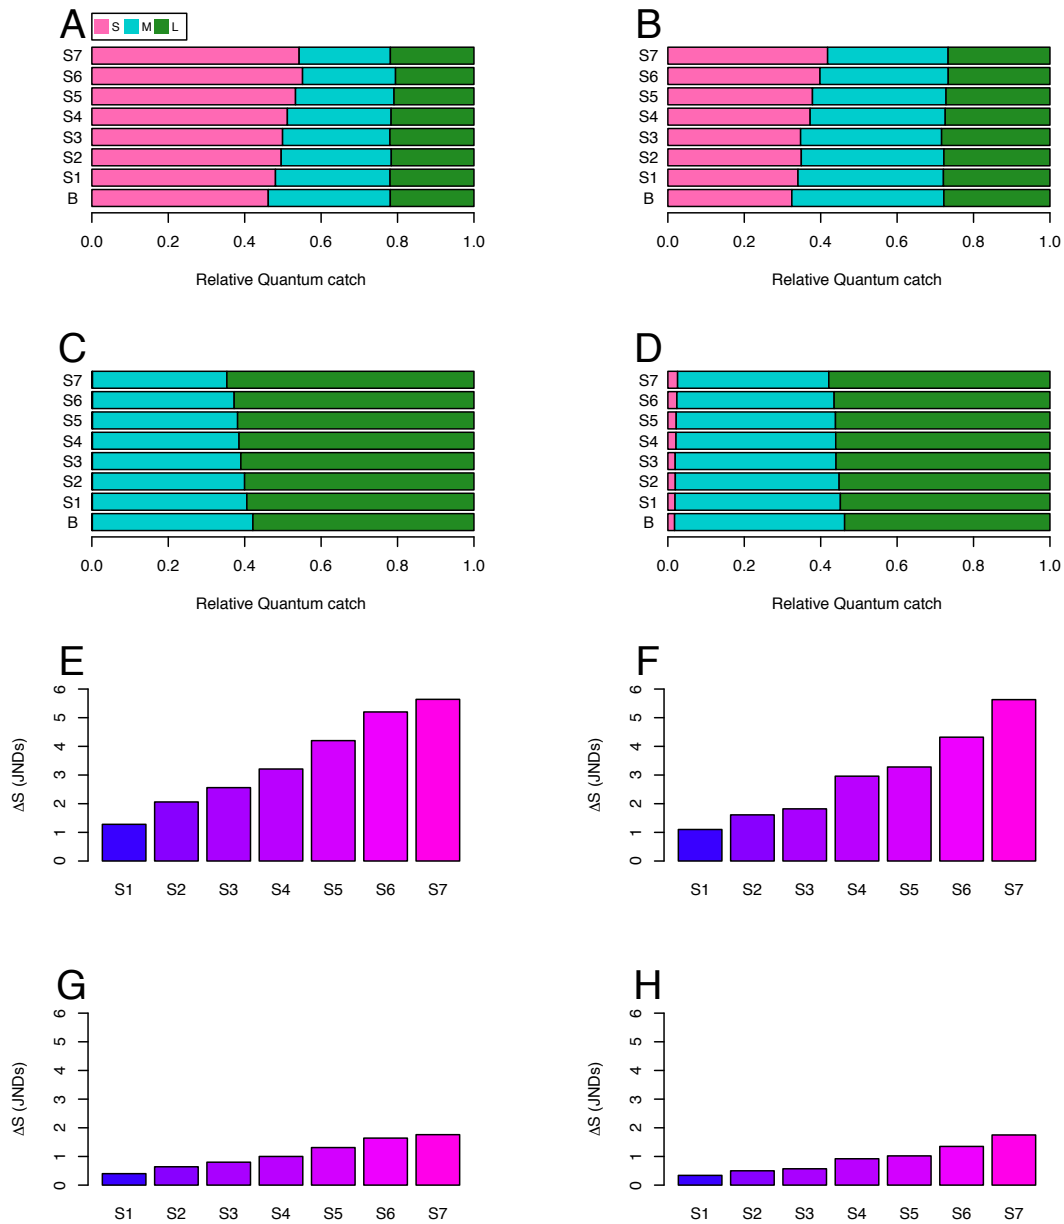 A
S M L
S7
S6
S5
S4
S3
S2
S1
B
0.0 0.2 0.4 0.6 0.8 1.0
Relative Quantum catch
B
S7
S6
S5
S4
S3
S2
S1
B
0.0 0.2 0.4 0.6 0.8 1.0
Relative Quantum catch
C
S7
S6
S5
S4
S3
S2
S1
B
0.0 0.2 0.4 0.6 0.8 1.0
Relative Quantum catch
D
S7
S6
S5
S4
S3
S2
S1
B
0.0 0.2 0.4 0.6 0.8 1.0
Relative Quantum catch
E
ΔS (JNDs)
6
5
4
3
2
1
0
S1 S2 S3 S4 S5 S6 S7
F
ΔS (JNDs)
6
5
4
3
2
1
0
S1 S2 S3 S4 S5 S6 S7
G
ΔS (JNDs)
6
5
4
3
2
1
0
S1 S2 S3 S4 S5 S6 S7
H
ΔS (JNDs)
6
5
4
3
2
1
0
S1 S2 S3 S4 S5 S6 S7